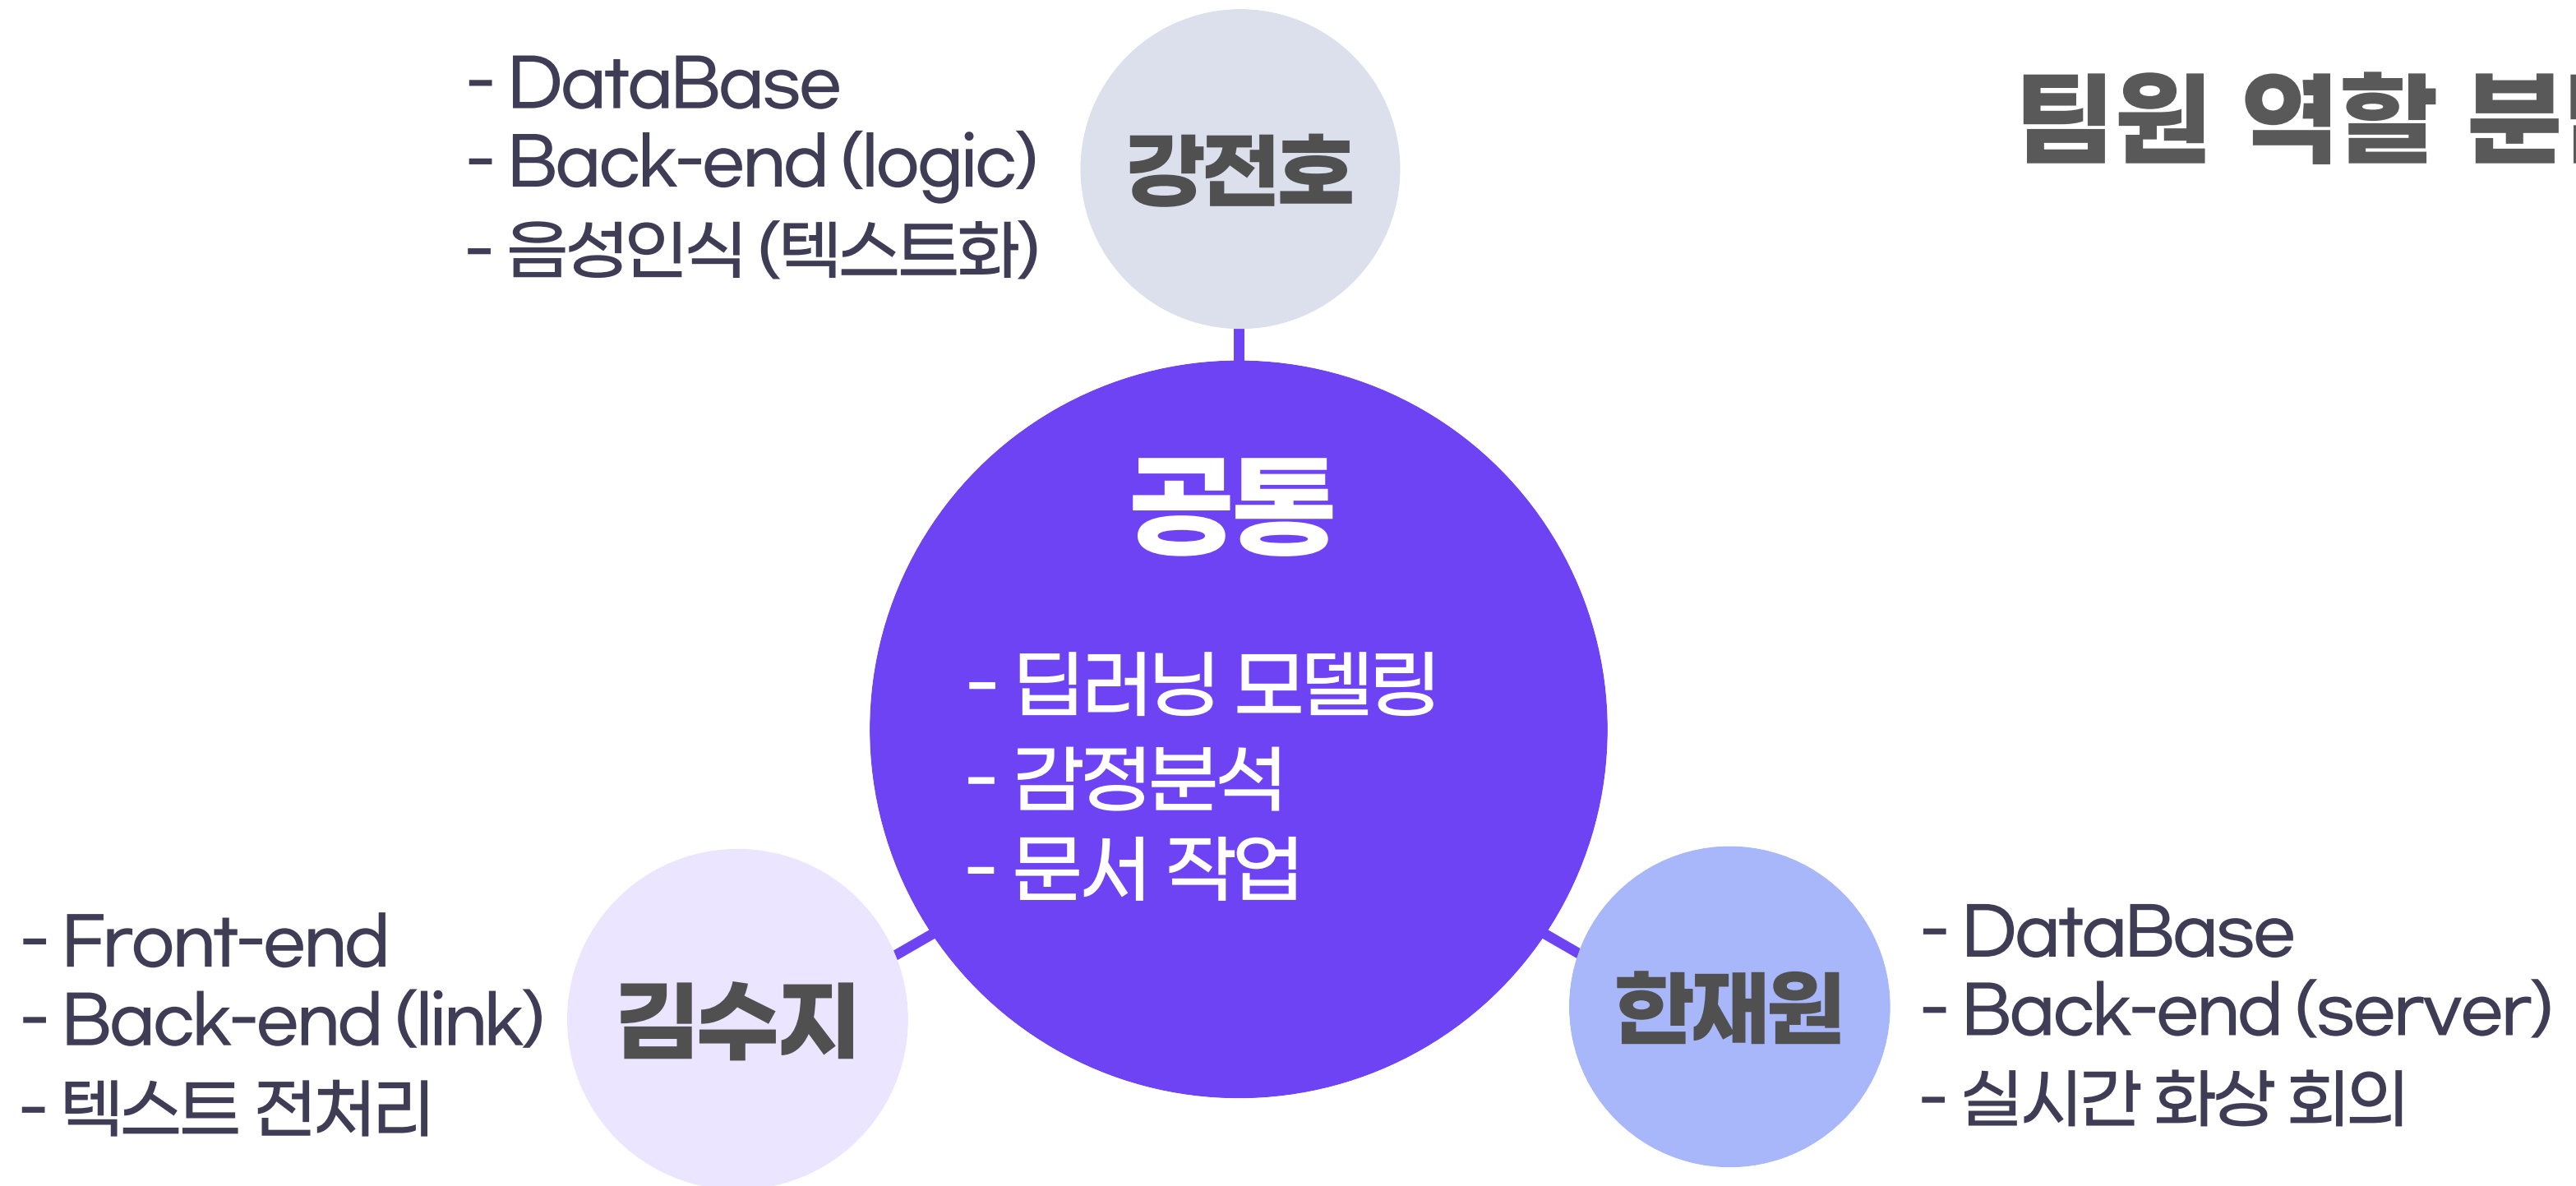 팀원 역할
- DataBase
- Back-end (logic)
- 음성인식 (텍스트화)
강전호
공통
- 딥러닝 모델링
- 감정분석
- 문서 작업
- Front-end
- Back-end (link)
- 텍스트 전처리
김수지
한재원
- DataBase
- Back-end (server)
- 실시간 화상 회의